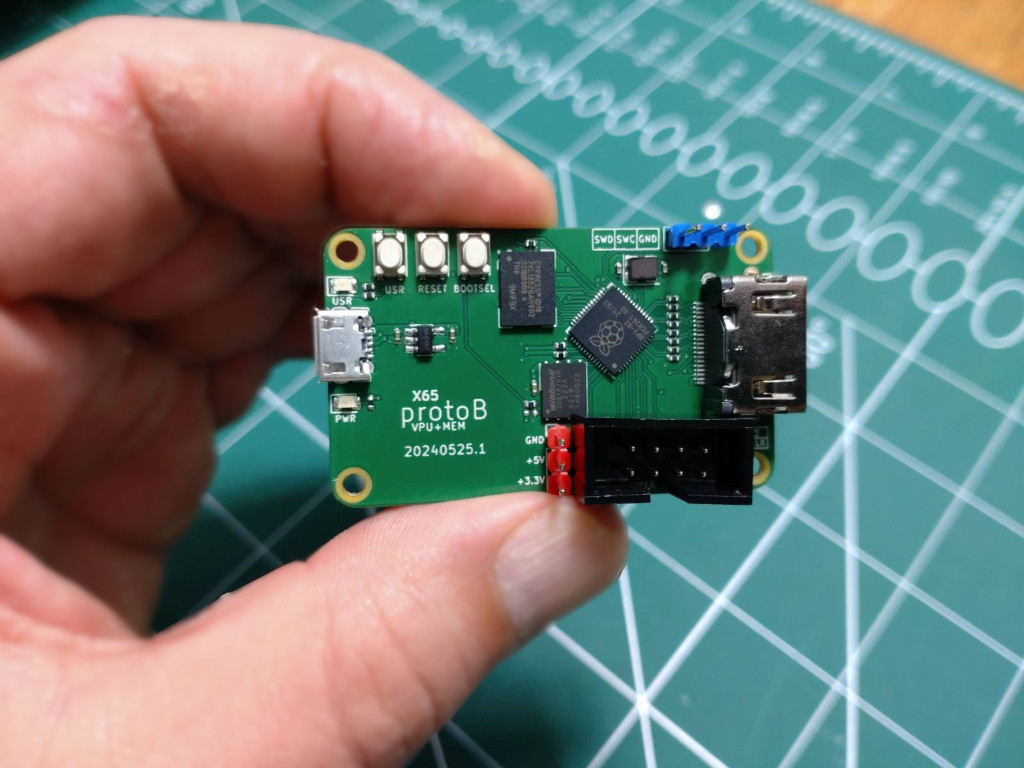 SWD SWC GND
USR RESET BOOTSEL
USR
PWR
X65
protoB
VPU+MEM
20240525.1
GND
+5V
+3.3V